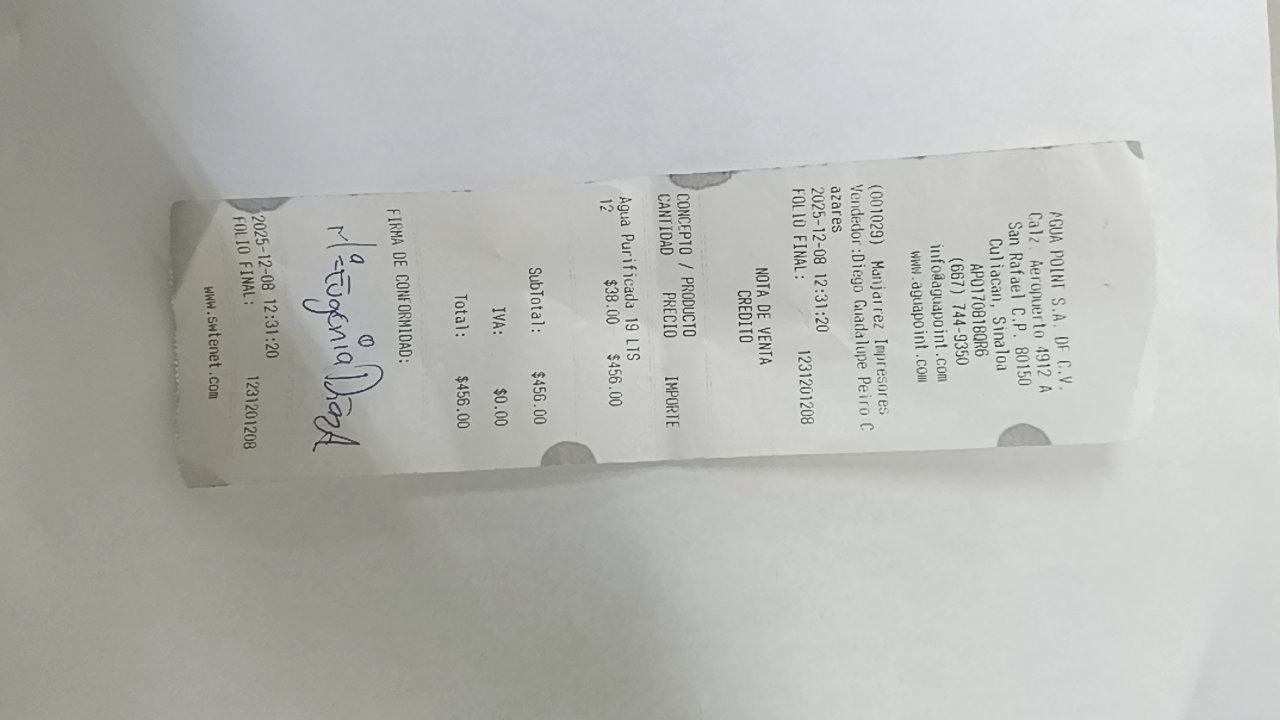 AGUA POINT S.A. DE C.V.
Calz. Aeropuerto 4912 A
San Rafael C.P. 80150
Culiacan, Sinaloa
APO170818QR6
(667) 744-9350
info@aguapoint.com
www.aguapoint.com
(001029) Manjarrez Impresores
Vendedor:Diego Guadalupe Peiro C
azares
2025-12-08 12:31:20
FOLIO FINAL: 1231201208
NOTA DE VENTA
CREDITO
CONCEPTO / PRODUCTO
CANTIDAD PRECIO IMPORTE
Agua Purificada 19 LTS
12 $38.00 $456.00
SubTotal: $456.00
IVA: $0.00
Total: $456.00
FIRMA DE CONFORMIDAD:
Mª Eugenia Díaz A
2025-12-08 12:31:20
FOLIO FINAL: 1231201208
www.swtenet.com